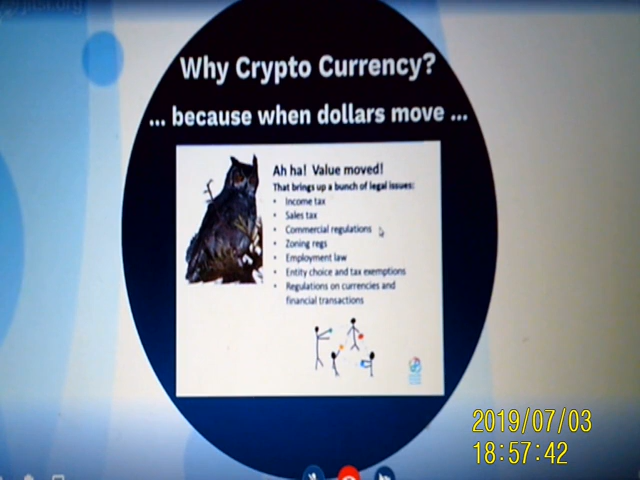 jitsi.org
Why Crypto Currency?
... because when dollars move ...
Ah ha! Value moved!
That brings up a bunch of legal issues:
• Income tax
• Sales tax
• Commercial regulations
• Zoning regs
• Employment law
• Entity choice and tax exemptions
• Regulations on currencies and
financial transactions
2019/07/03
18:57:42